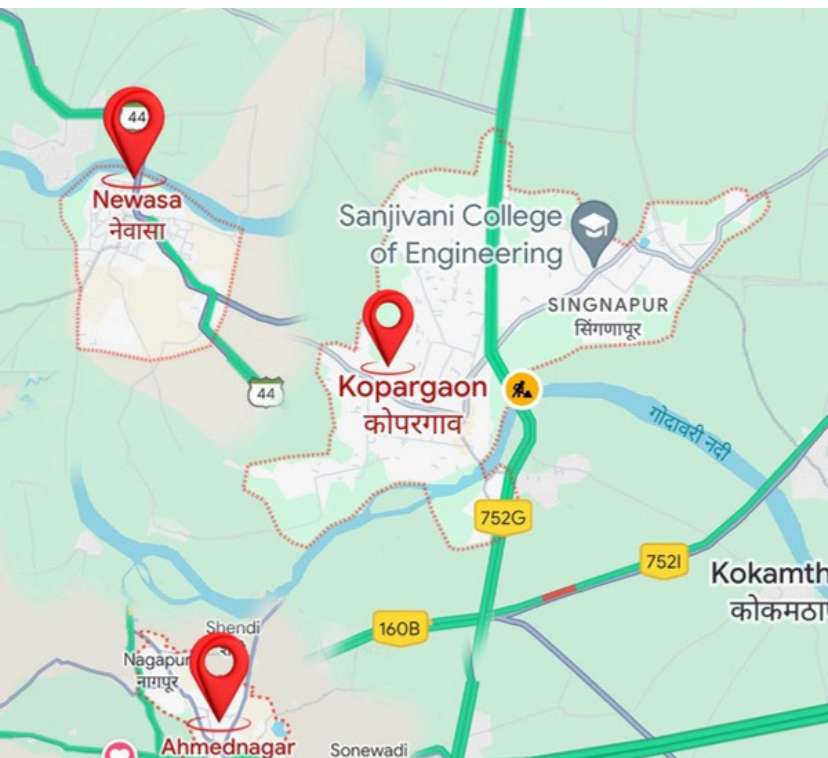 44
Newasa
नेवासा
Sanjivani College
of Engineering
SINGNAPUR
सिंगणापूर
44
Kopargaon
कोपरगाव
गोदावरी नदी
752G
752I
Kokamth
कोकमठा
160B
Shendi
Nagapur
नागापूर
Ahmednagar
Sonewadi